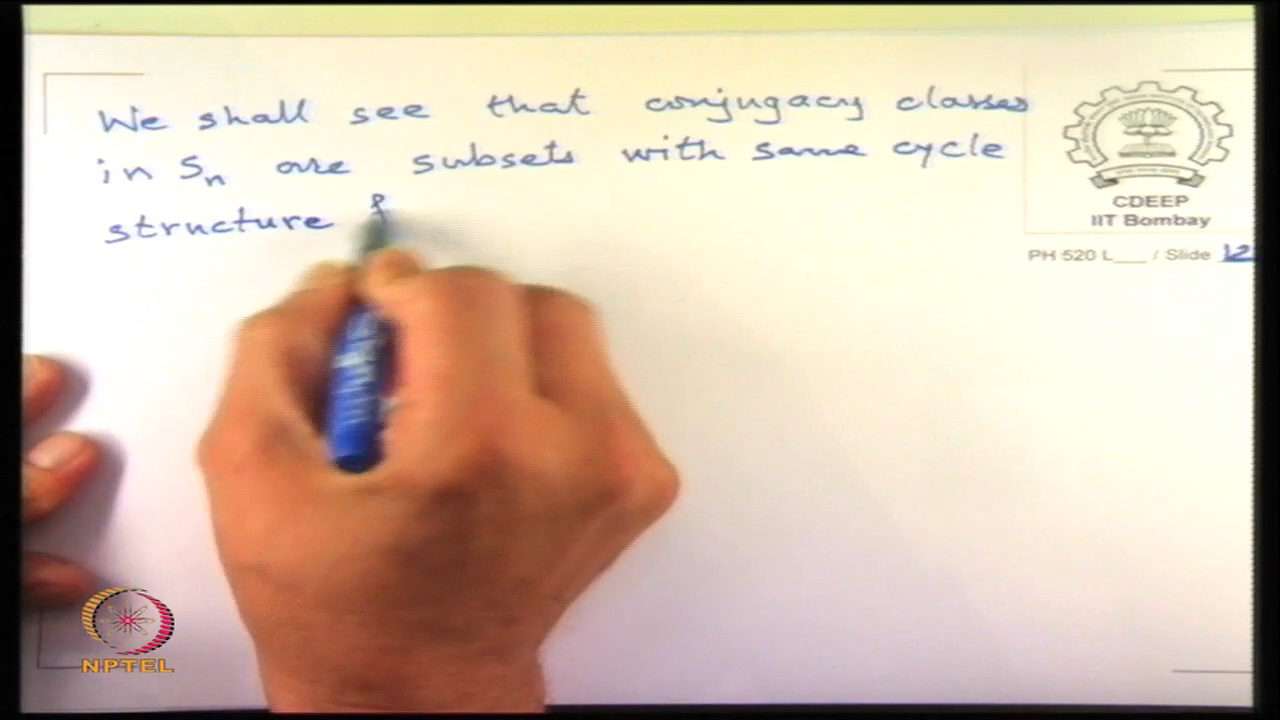 We shall see that conjugacy classes
in Sn are subsets with same cycle
structure
CDEEP
IIT Bombay
PH 520 L___ / Slide 12
NPTEL